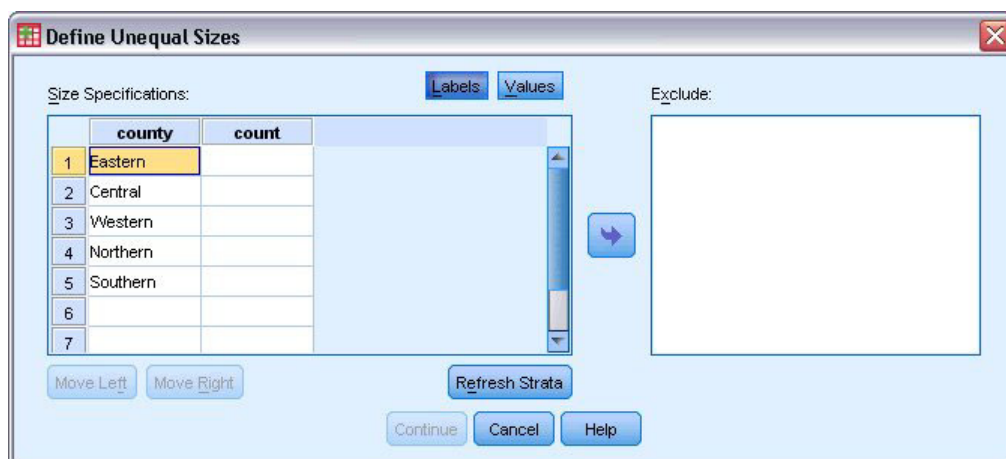 Define Unequal Sizes
Size Specifications:
Labels
Values
Exclude:
county count
1 Eastern
2 Central
3 Western
4 Northern
5 Southern
6
7
Move Left
Move Right
Refresh Strata
Continue
Cancel
Help